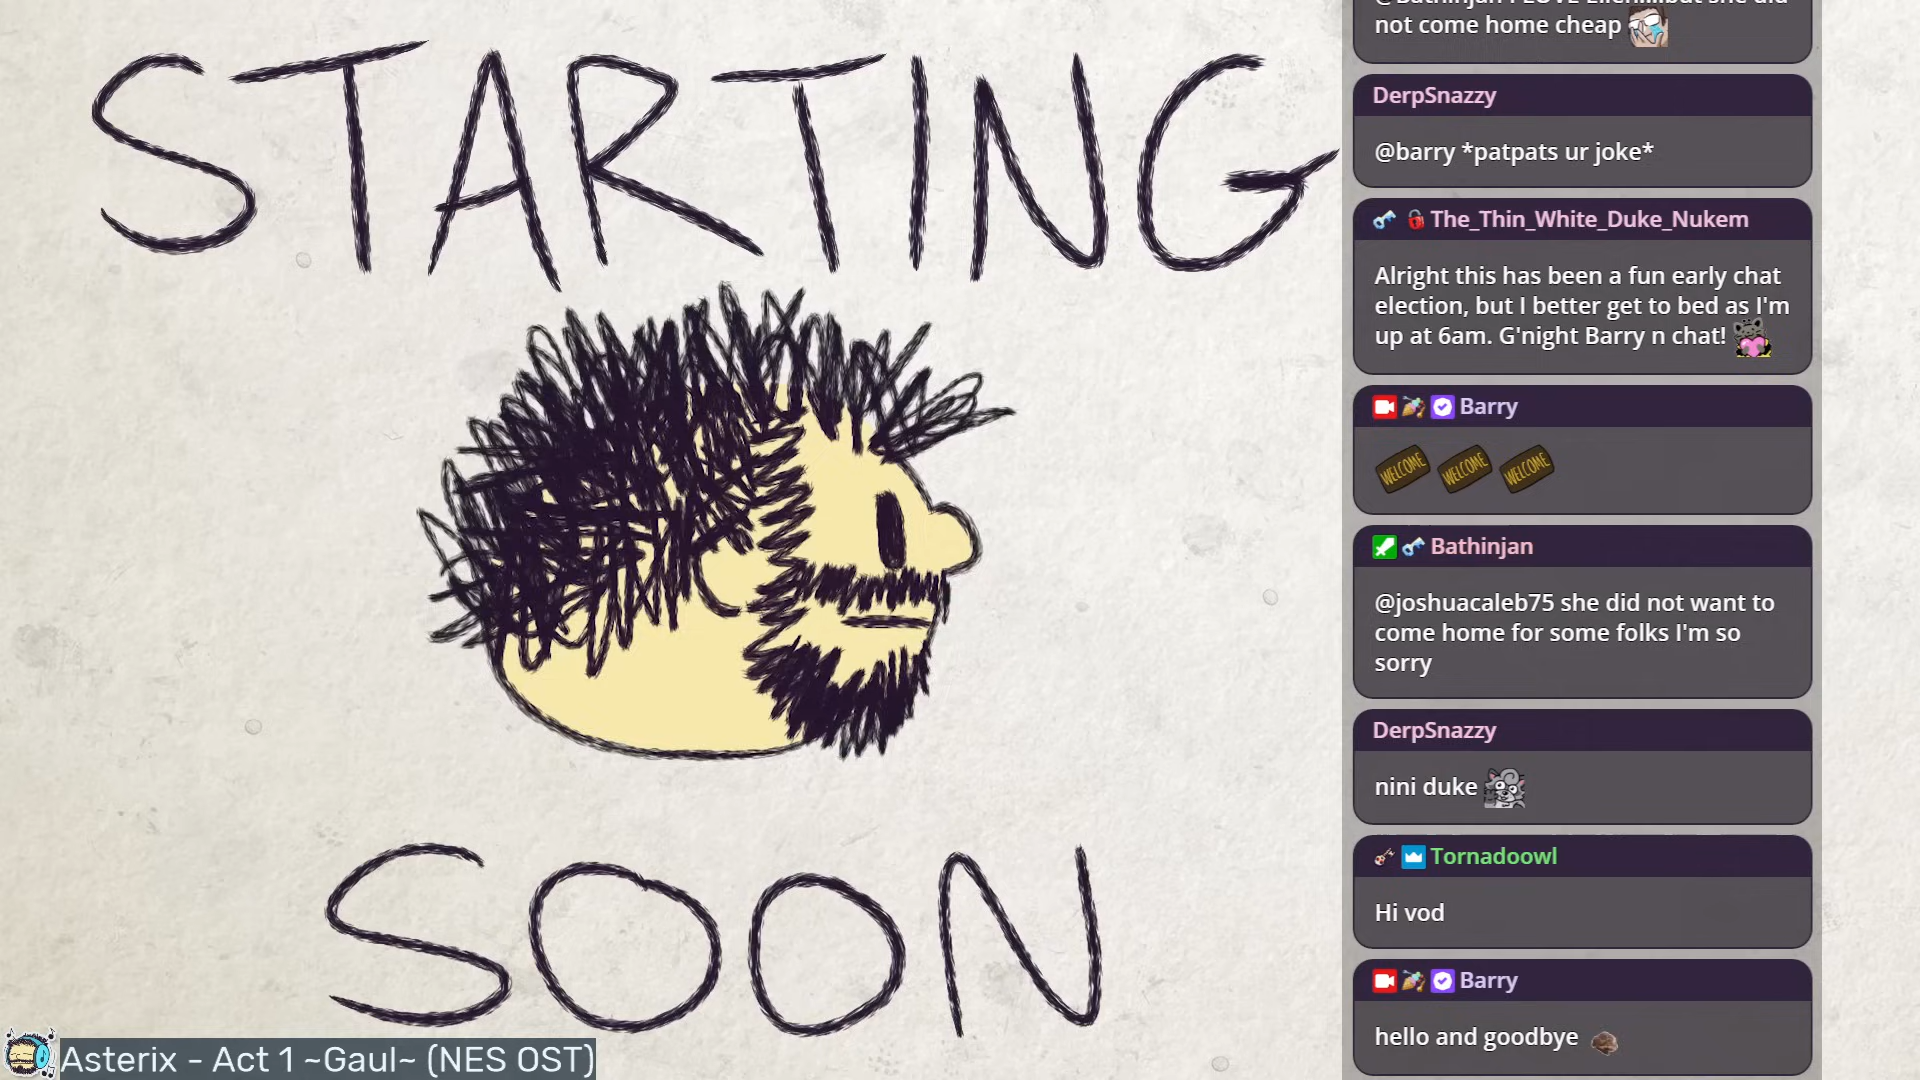 STARTING
SOON
Asterix - Act 1 ~Gaul~ (NES OST)
not come home cheap
DerpSnazzy
@barry *patpats ur joke*
The_Thin_White_Duke_Nukem
Alright this has been a fun early chat
election, but I better get to bed as I'm
up at 6am. G'night Barry n chat!
Barry
WELCOME WELCOME WELCOME
Bathinjan
@joshuacaleb75 she did not want to
come home for some folks I'm so
sorry
DerpSnazzy
nini duke
Tornadoowl
Hi vod
Barry
hello and goodbye